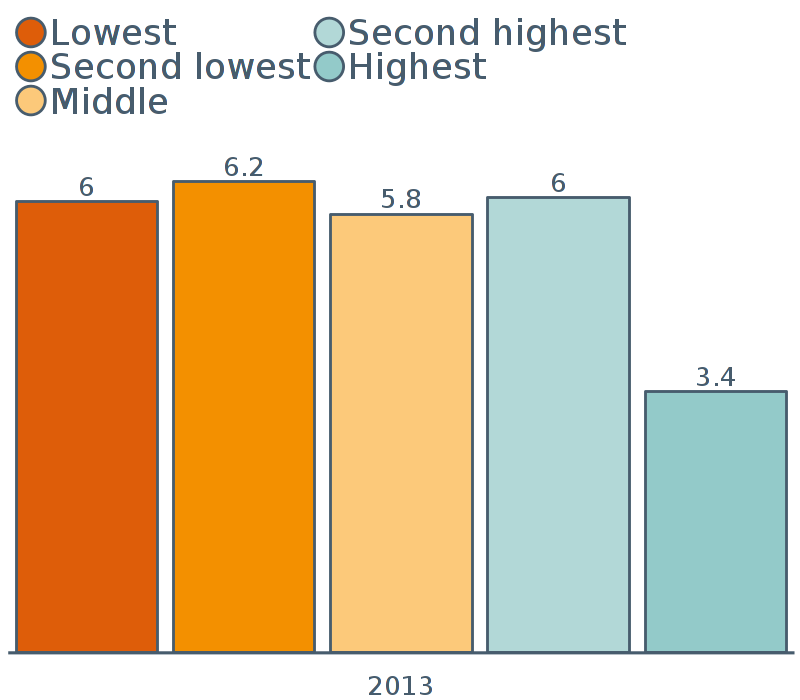 Lowest
Second lowest
Middle
Second highest
Highest
6
6.2
5.8
6
3.4
2013